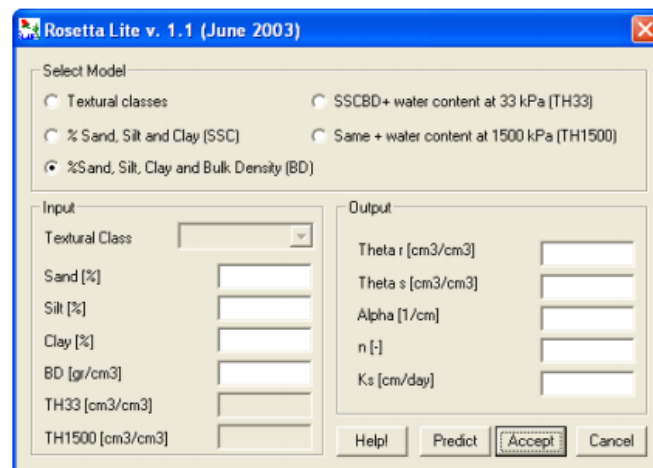 Rosetta Lite v. 1.1 (June 2003)
Select Model
Textural classes
SSCBD+ water content at 33 kPa (TH33)
% Sand, Silt and Clay (SSC)
Same + water content at 1500 kPa (TH1500)
%Sand, Silt, Clay and Bulk Density (BD)
Input
Textural Class
Sand [%]
Silt [%]
Clay [%]
BD [gr/cm3]
TH33 [cm3/cm3]
TH1500 [cm3/cm3]
Output
Theta r [cm3/cm3]
Theta s [cm3/cm3]
Alpha [1/cm]
n [-]
Ks [cm/day]
Help!
Predict
Accept
Cancel